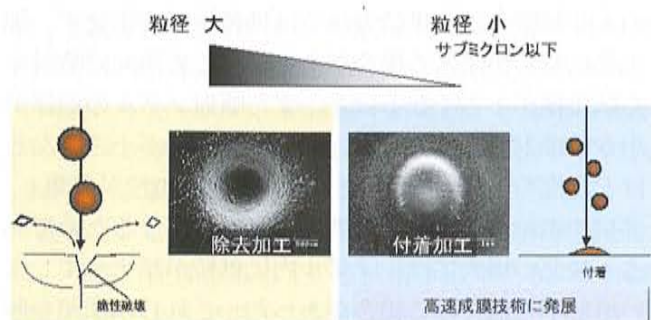 粒径 大
粒径 小
サブミクロン以下
除去加工
付着加工
脆性破壊
付着
高速成膜技術に発展